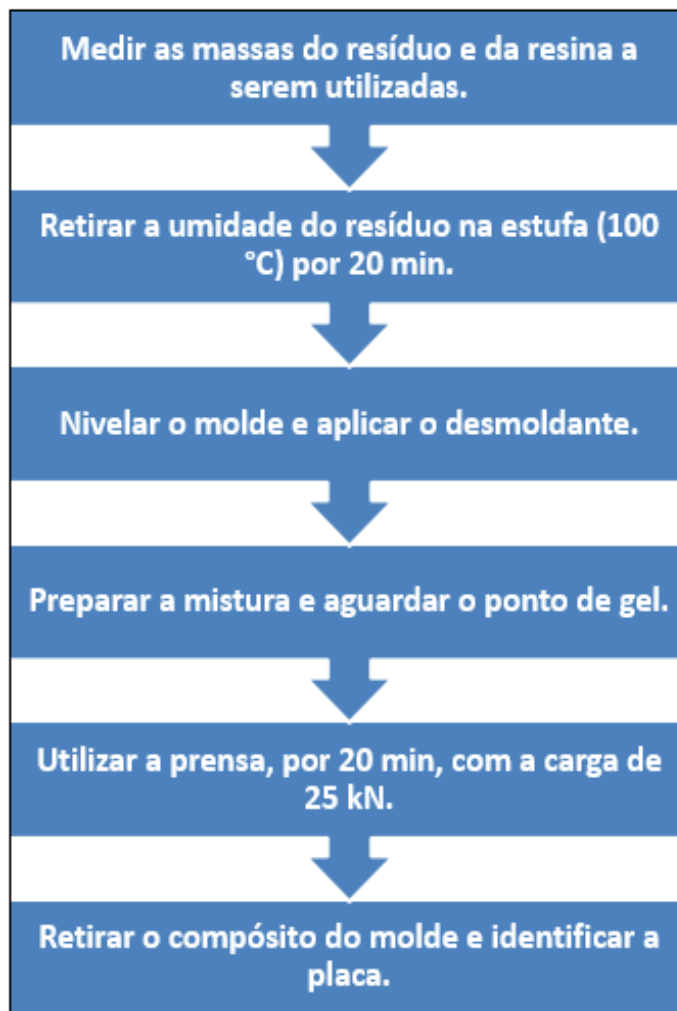 Medir as massas do resíduo e da resina a
serem utilizadas.
Retirar a umidade do resíduo na estufa (100
°C) por 20 min.
Nivelar o molde e aplicar o desmoldante.
Preparar a mistura e aguardar o ponto de gel.
Utilizar a prensa, por 20 min, com a carga de
25 kN.
Retirar o compósito do molde e identificar a
placa.